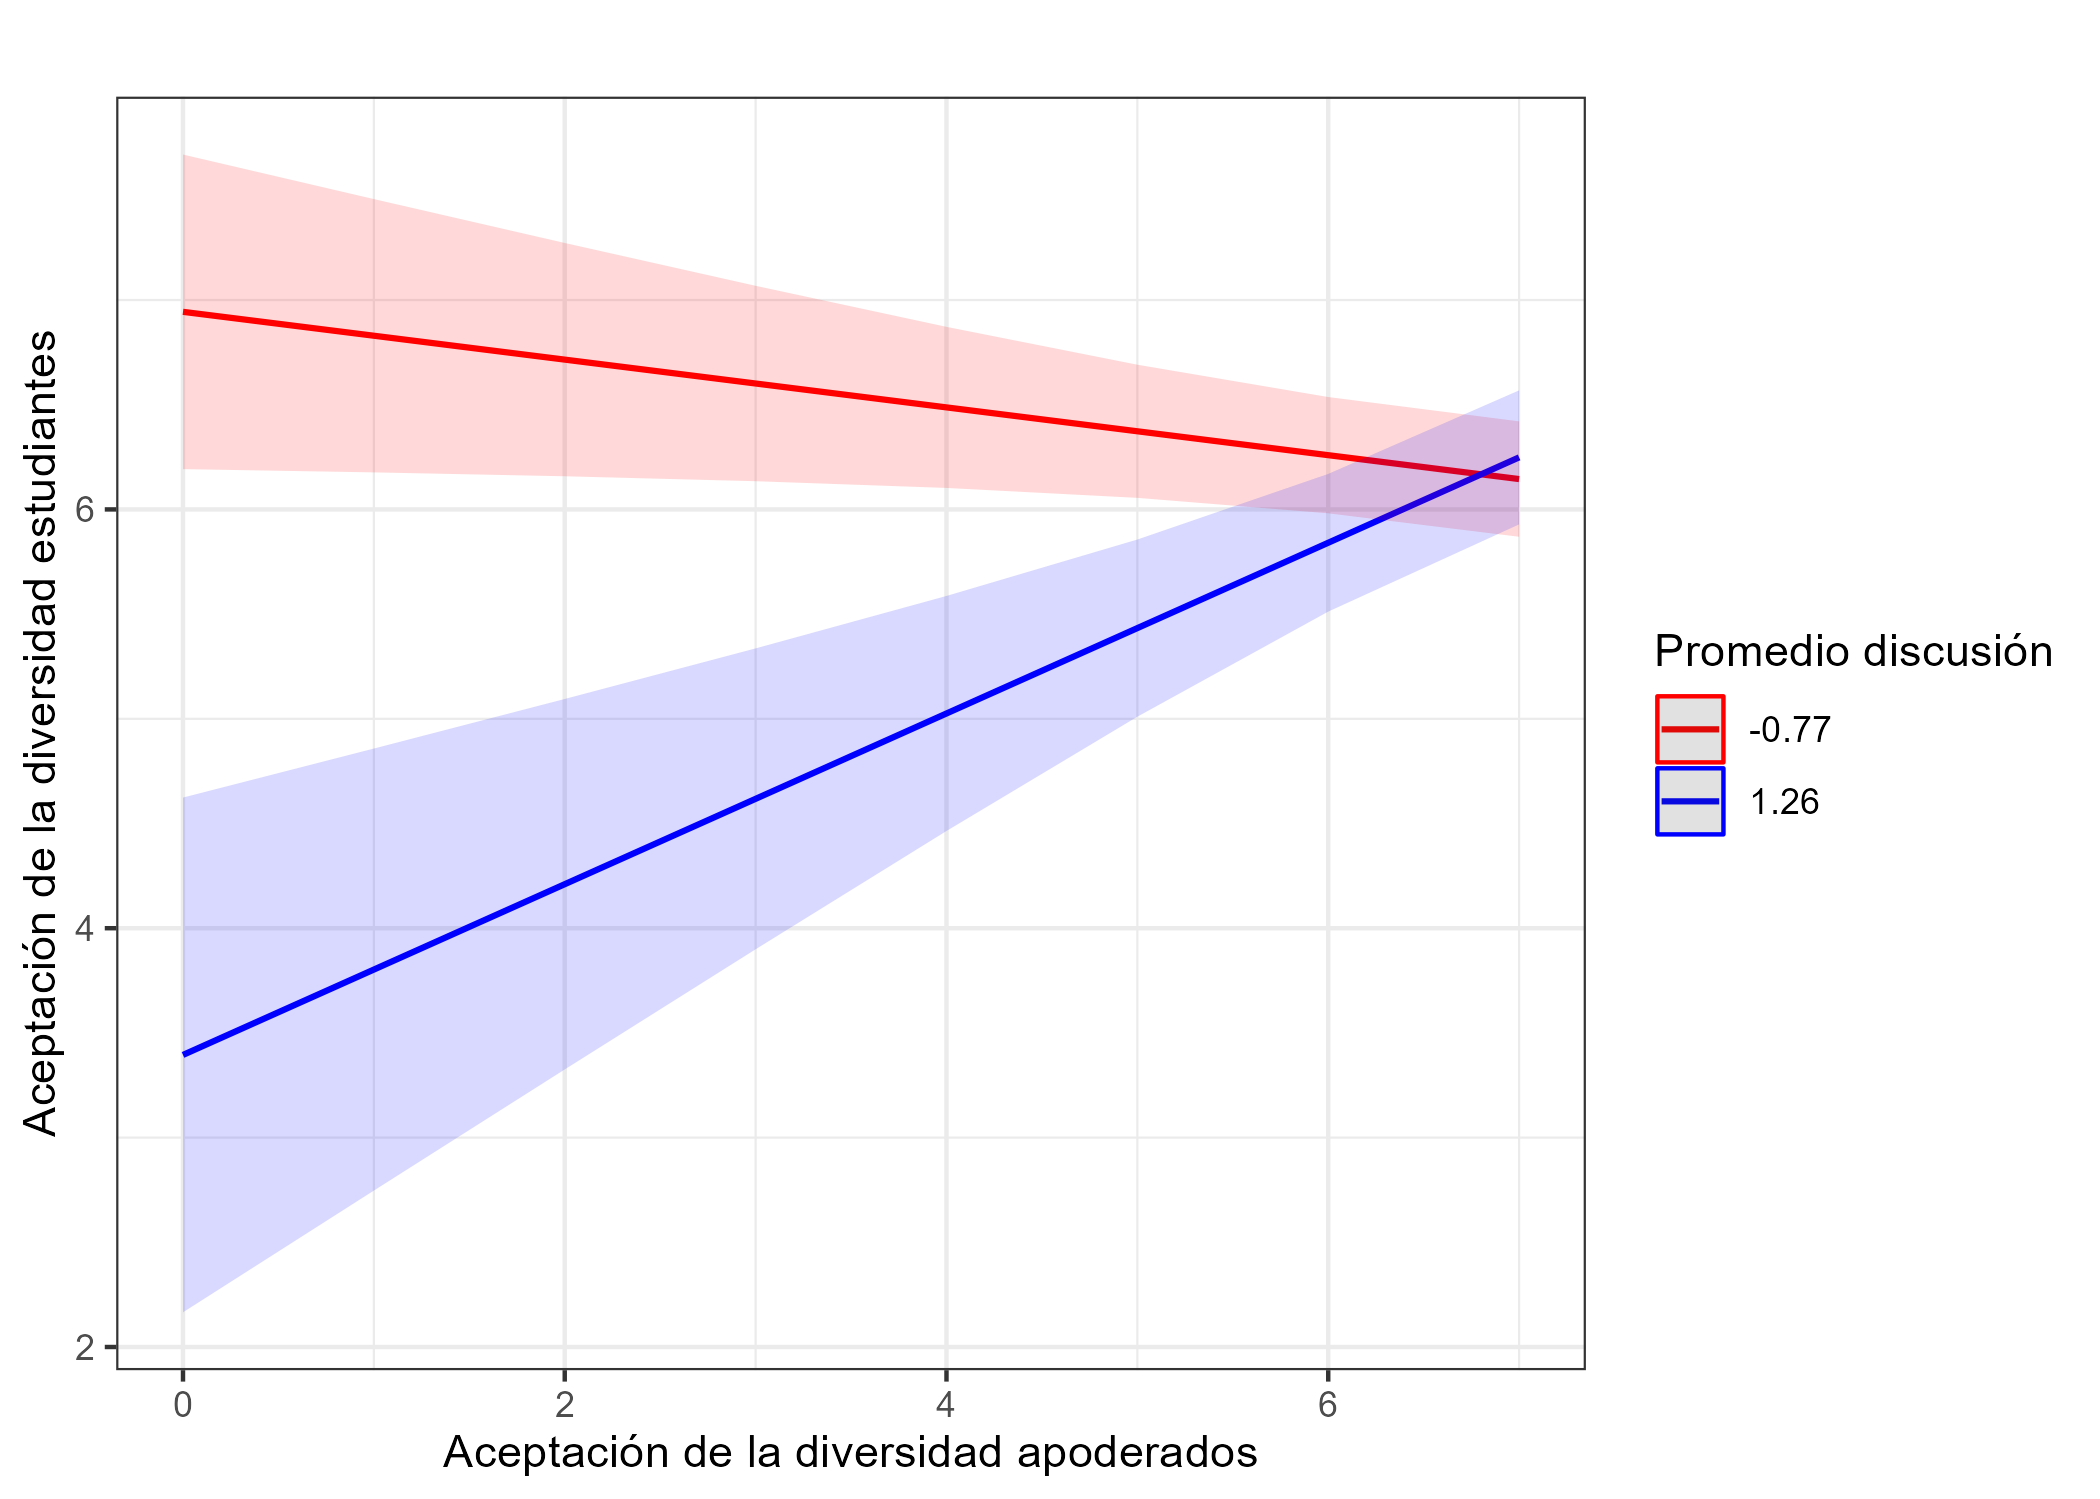 Aceptación de la diversidad estudiantes
6
4
2
0 2 4 6
Aceptación de la diversidad apoderados
Promedio discusión
-0.77
1.26